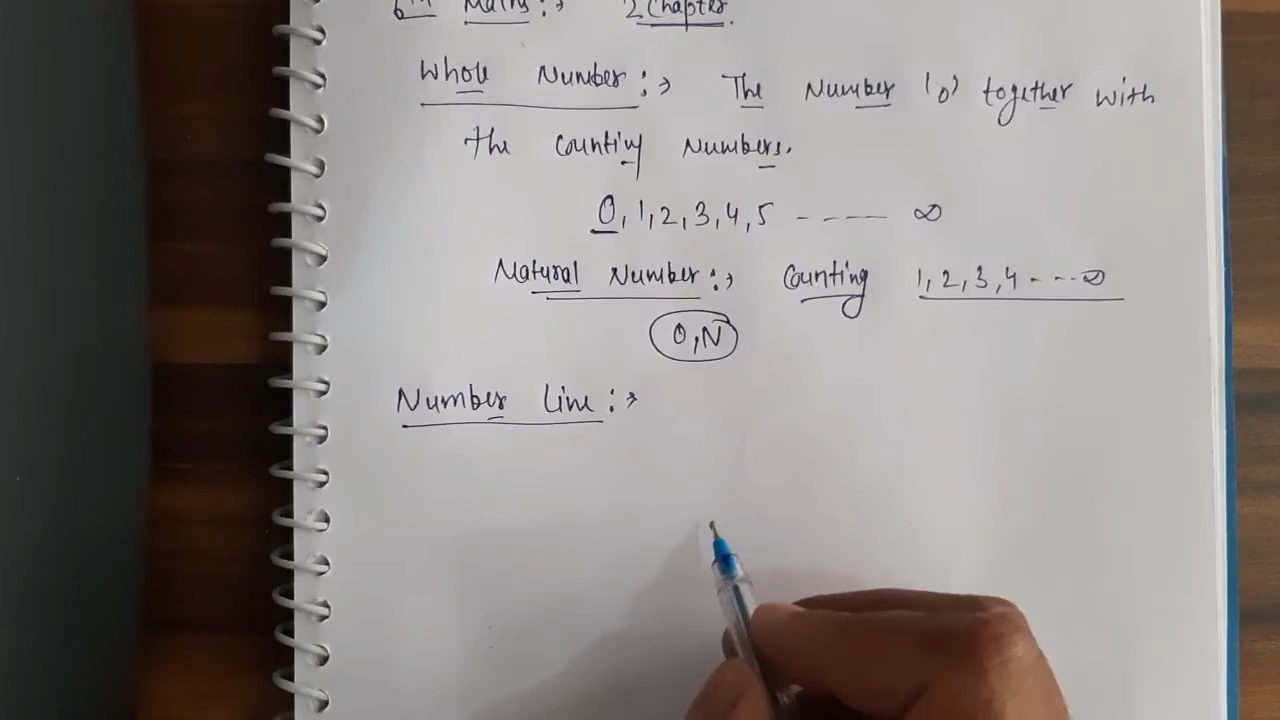 6th Maths :→ 2 Chapter.
Whole Number :→ The Number '0' together with
the Counting Numbers.
0, 1, 2, 3, 4, 5 ------ ∞
Natural Number :→ Counting 1, 2, 3, 4 ---- ∞
0, N
Number Line :→